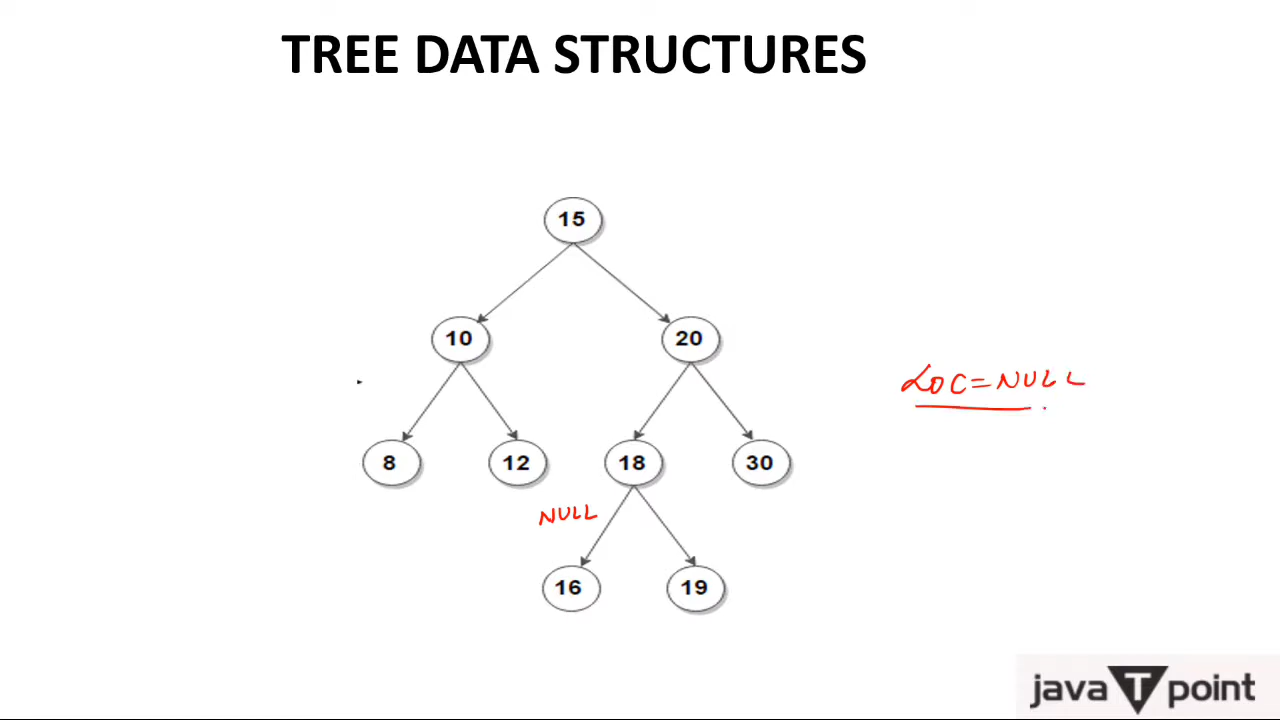 TREE DATA STRUCTURES
15
10
20
LOC=NULL
8
12
18
30
NULL
16
19
javaTpoint